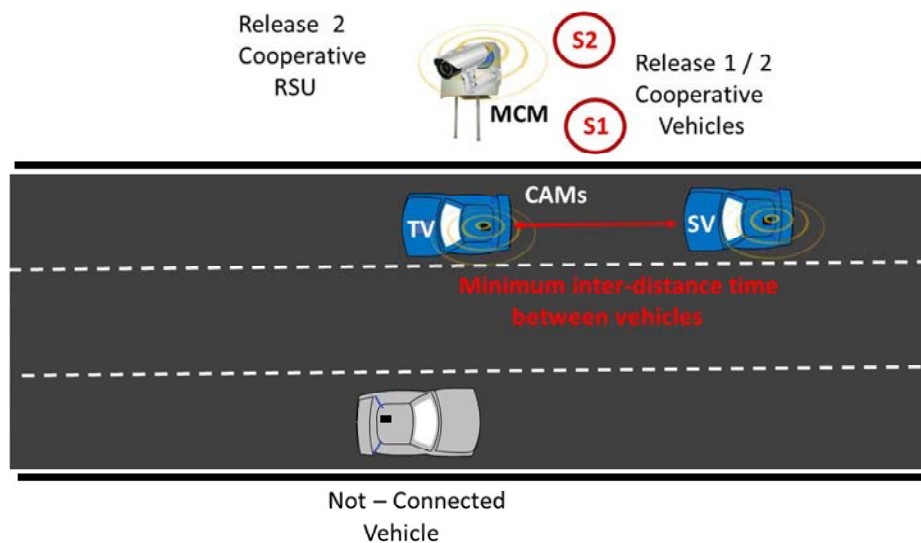 Release 2
Cooperative
RSU
S2
Release 1 / 2
Cooperative
Vehicles
MCM
S1
CAMs
TV
SV
Minimum inter-distance time
between vehicles
Not – Connected
Vehicle